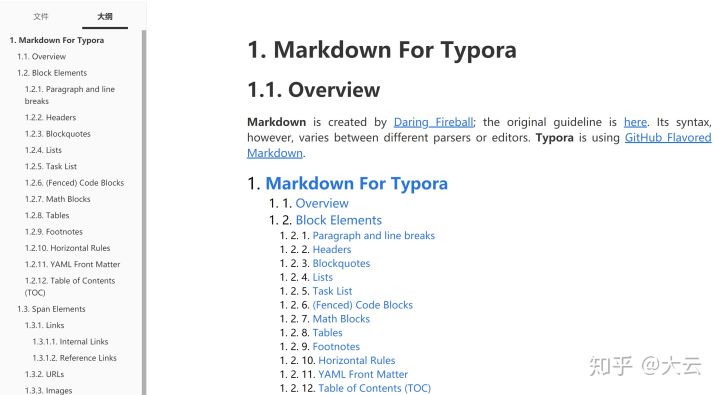 文件 大纲
1. Markdown For Typora
1.1. Overview
1.2. Block Elements
1.2.1. Paragraph and line
breaks
1.2.2. Headers
1.2.3. Blockquotes
1.2.4. Lists
1.2.5. Task List
1.2.6. (Fenced) Code Blocks
1.2.7. Math Blocks
1.2.8. Tables
1.2.9. Footnotes
1.2.10. Horizontal Rules
1.2.11. YAML Front Matter
1.2.12. Table of Contents
(TOC)
1.3. Span Elements
1.3.1. Links
1.3.1.1. Internal Links
1.3.1.2. Reference Links
1.3.2. URLs
1.3.3. Images
1. Markdown For Typora
1.1. Overview
Markdown is created by Daring Fireball; the original guideline is here. Its syntax,
however, varies between different parsers or editors. Typora is using GitHub Flavored
Markdown.
1. Markdown For Typora
1. 1. Overview
1. 2. Block Elements
1. 2. 1. Paragraph and line breaks
1. 2. 2. Headers
1. 2. 3. Blockquotes
1. 2. 4. Lists
1. 2. 5. Task List
1. 2. 6. (Fenced) Code Blocks
1. 2. 7. Math Blocks
1. 2. 8. Tables
1. 2. 9. Footnotes
1. 2. 10. Horizontal Rules
1. 2. 11. YAML Front Matter
1. 2. 12. Table of Contents (TOC)
知乎 @大云